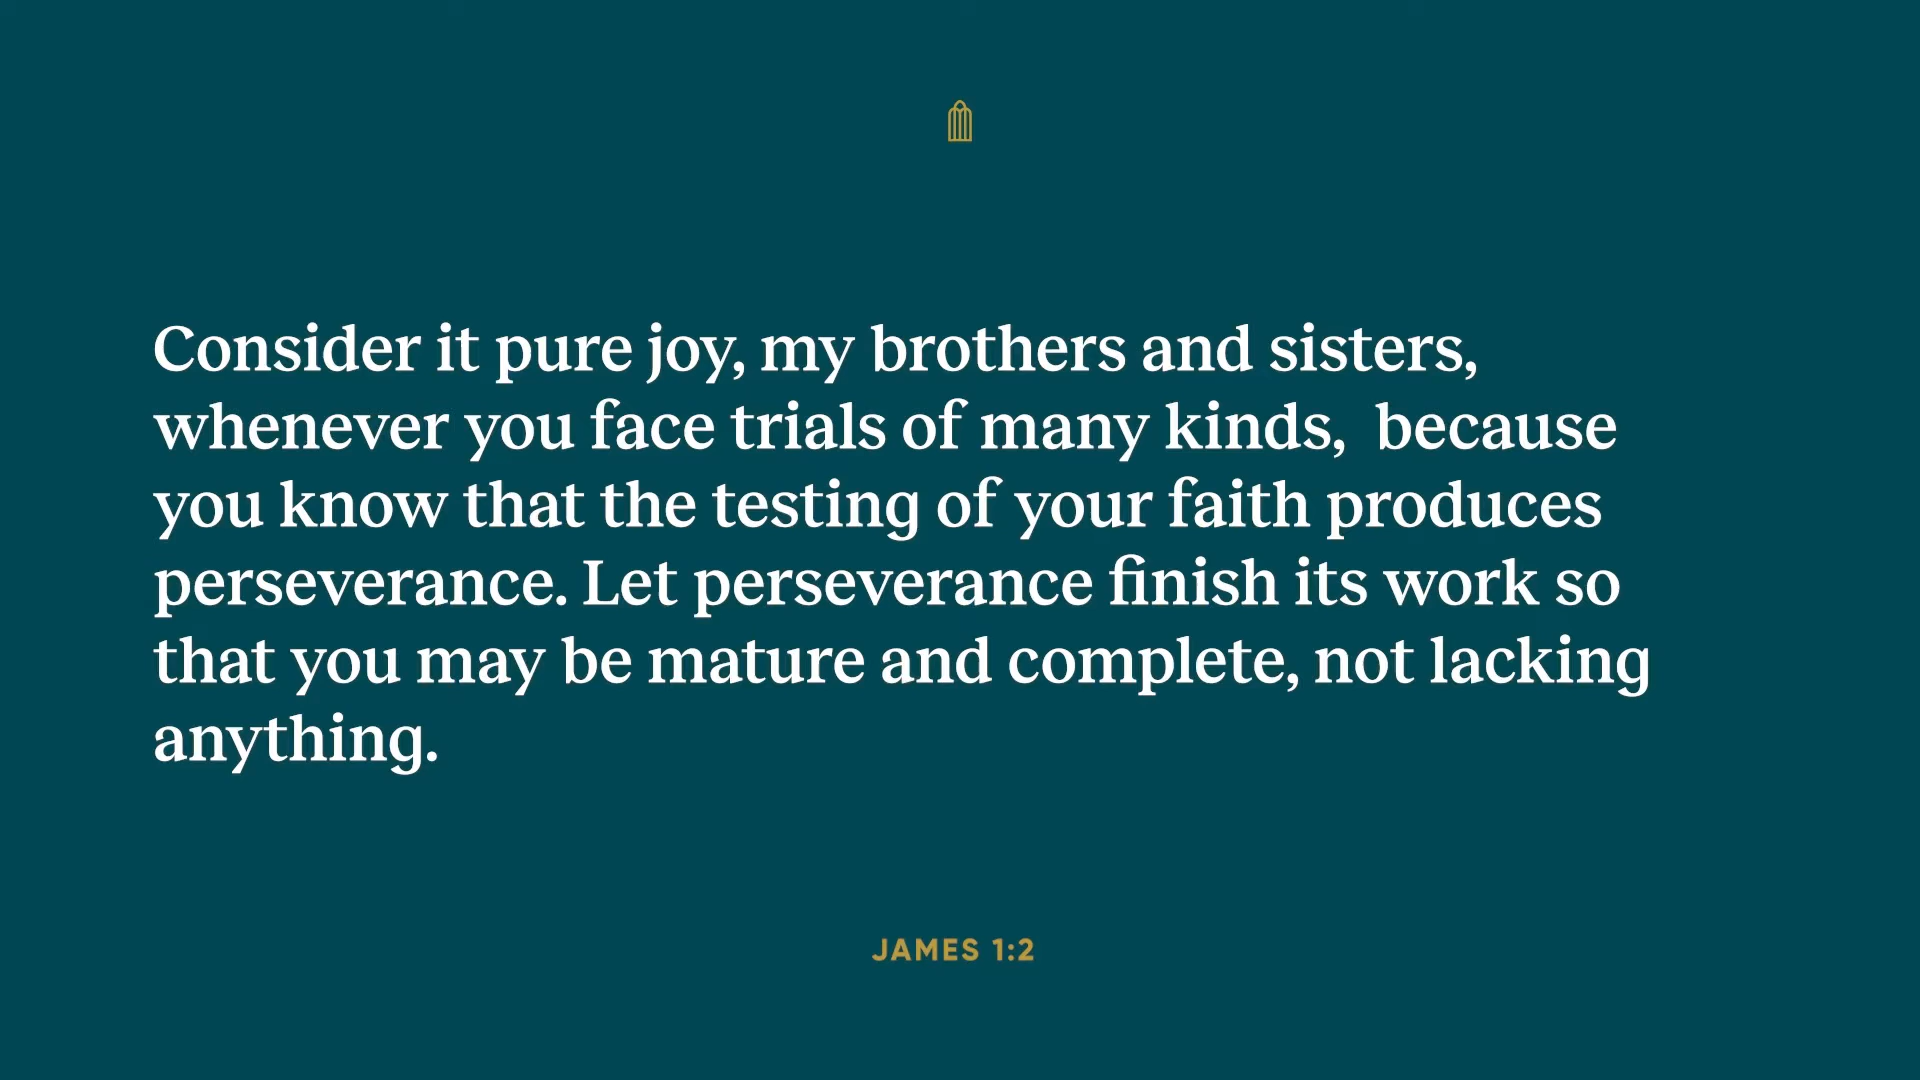 Consider it pure joy, my brothers and sisters,
whenever you face trials of many kinds,  because
you know that the testing of your faith produces
perseverance. Let perseverance finish its work so
that you may be mature and complete, not lacking
anything.
JAMES 1:2